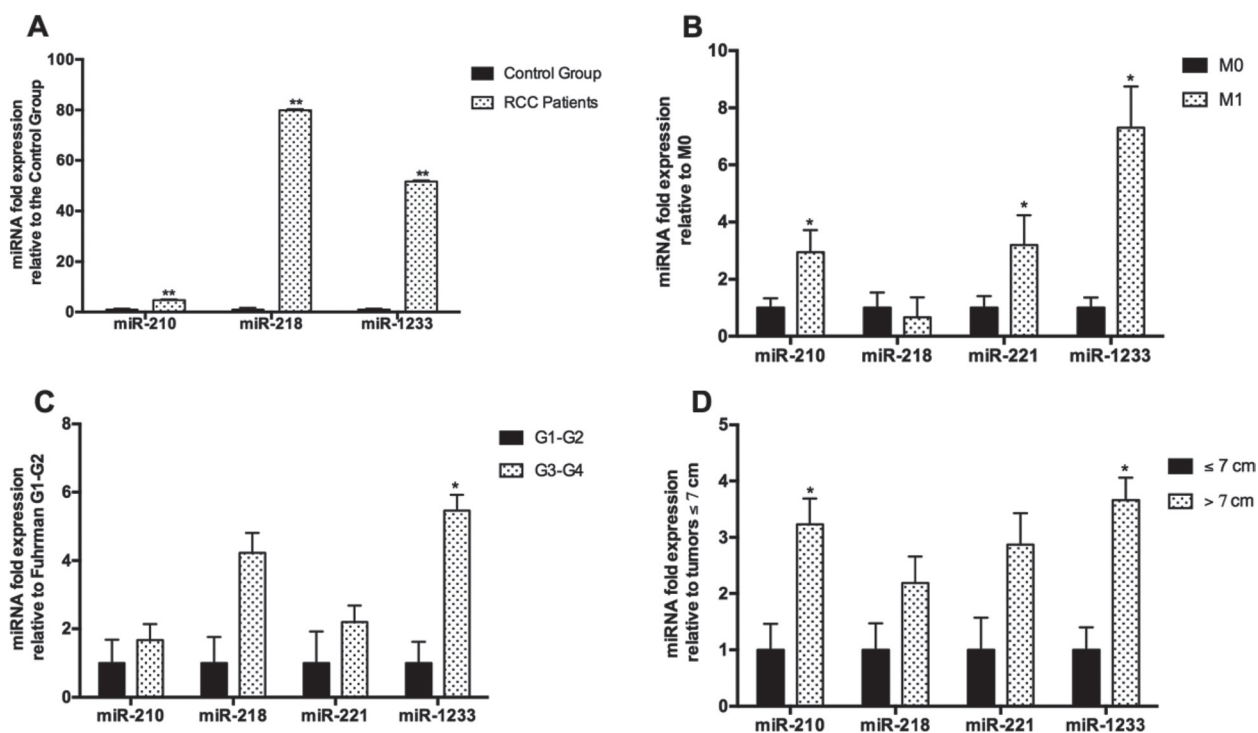 A
miRNA fold expression
relative to the Control Group
100
80
60
40
20
0
**
**
**
miR-210
miR-218
miR-1233
Control Group
RCC Patients
B
miRNA fold expression
relative to M0
10
8
6
4
2
0
*
*
*
miR-210
miR-218
miR-221
miR-1233
M0
M1
C
miRNA fold expression
relative to Fuhrman G1-G2
8
6
4
2
0
*
miR-210
miR-218
miR-221
miR-1233
G1-G2
G3-G4
D
miRNA fold expression
relative to tumors ≤ 7 cm
5
4
3
2
1
0
*
*
miR-210
miR-218
miR-221
miR-1233
≤ 7 cm
> 7 cm